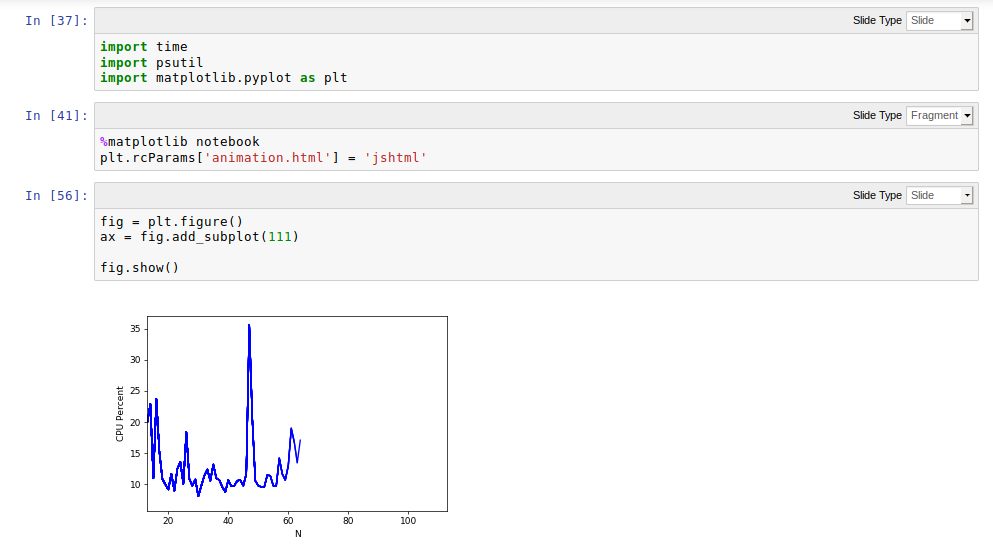 In [37]:
Slide Type Slide
import time
import psutil
import matplotlib.pyplot as plt
In [41]:
Slide Type Fragment
%matplotlib notebook
plt.rcParams['animation.html'] = 'jshtml'
In [56]:
Slide Type Slide
fig = plt.figure()
ax = fig.add_subplot(111)
fig.show()
35
30
25
20
15
10
CPU Percent
20 40 60 80 100
N